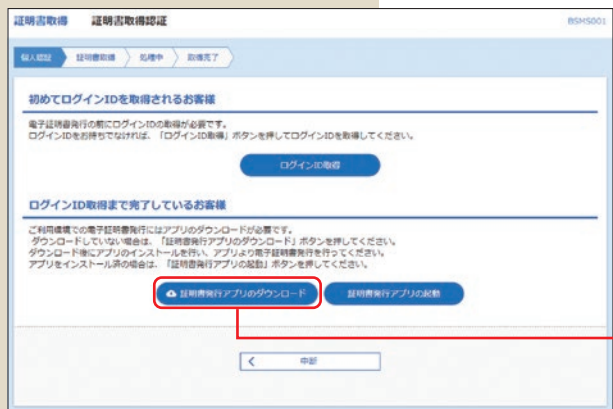 証明書取得 証明書取得認証
BSMS001
個人認証 証明書取得 処理中 取得完了
初めてログインIDを取得されるお客様
電子証明書発行の前にログインIDの取得が必要です。
ログインIDをお持ちでなければ、「ログインID取得」ボタンを押してログインIDを取得してください。
ログインID取得
ログインID取得まで完了しているお客様
ご利用環境での電子証明書発行にはアプリのダウンロードが必要です。
ダウンロードしていない場合は、「証明書発行アプリのダウンロード」ボタンを押してください。
ダウンロード後にアプリのインストールを行い、アプリより電子証明書発行を行ってください。
アプリをインストール済の場合は、「証明書発行アプリの起動」ボタンを押してください。
証明書発行アプリのダウンロード 証明書発行アプリの起動
中断